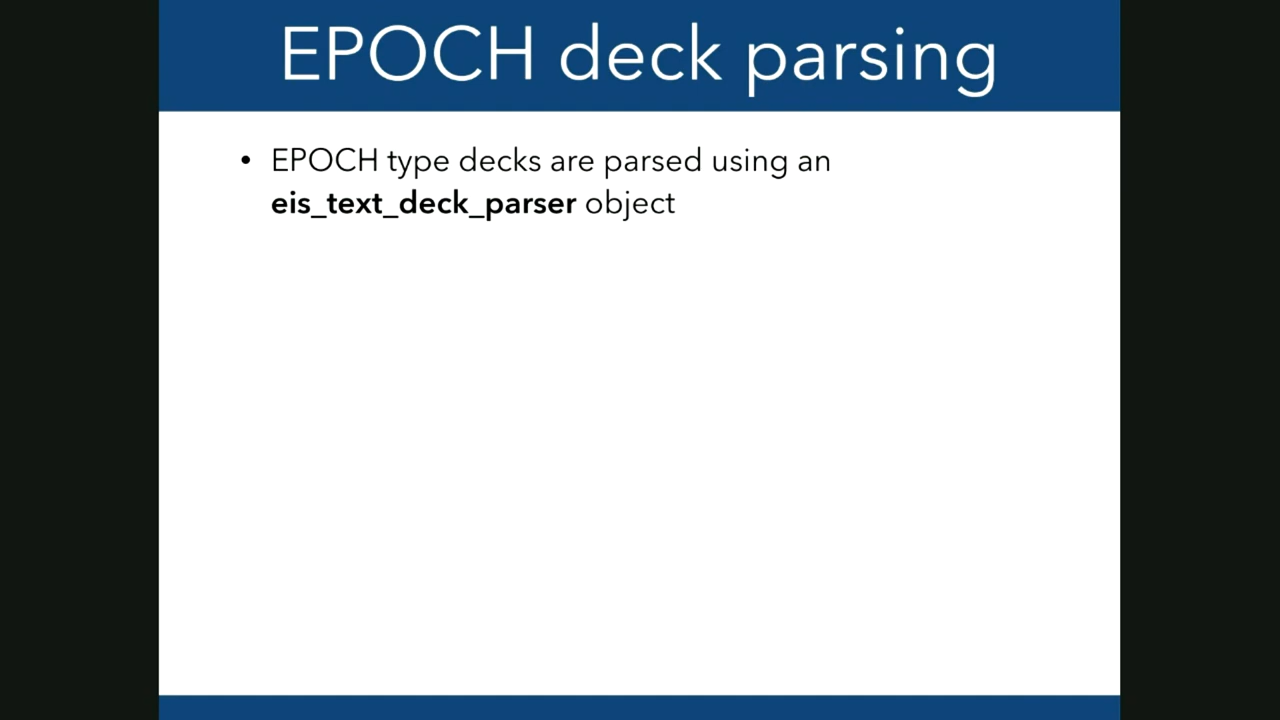 EPOCH deck parsing
• EPOCH type decks are parsed using an
eis_text_deck_parser object